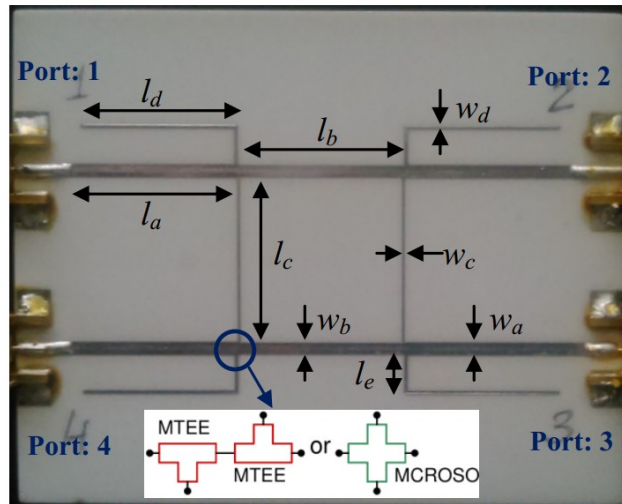 Port: 1
Port: 2
1
2
l_d
l_b
w_d
l_a
l_c
w_c
w_b
w_a
l_e
4
3
Port: 4
Port: 3
MTEE
MTEE
or
MCROSO